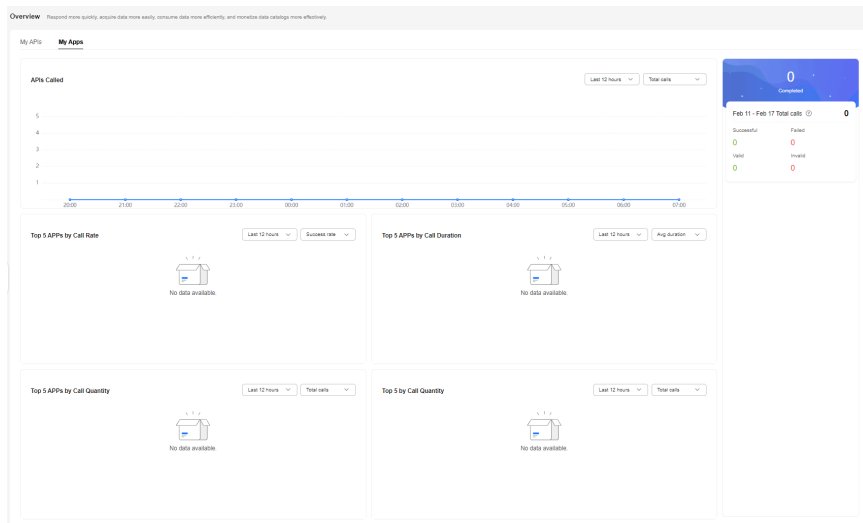 Overview Respond more quickly, acquire data more easily, consume data more efficiently, and monetize data catalogs more effectively.
My APIs My Apps
APIs Called Last 12 hours Total calls
0
Completed
Feb 11 - Feb 17 Total calls 0
Successful Failed
0 0
Valid Invalid
0 0
5
4
3
2
1
20:00 21:00 22:00 23:00 00:00 01:00 02:00 03:00 04:00 05:00 06:00 07:00
Top 5 APPs by Call Rate Last 12 hours Success rate
No data available.
Top 5 APPs by Call Duration Last 12 hours Avg duration
No data available.
Top 5 APPs by Call Quantity Last 12 hours Total calls
No data available.
Top 5 by Call Quantity Last 12 hours Total calls
No data available.